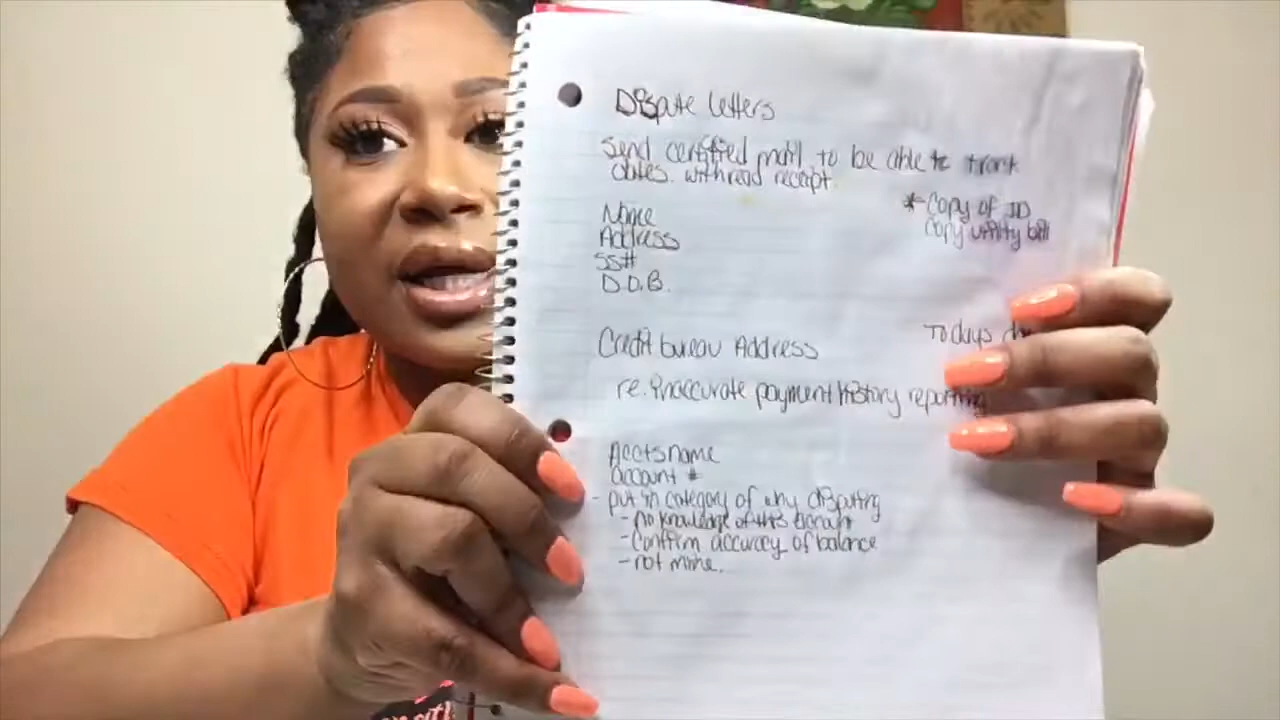 Dispute letters
Send certified mail to be able to track
dates. with read receipt.
* Copy of ID
Copy utility bill
Name
Address
SS#
D.O.B.
Todays
Credit bureau Address
re. inaccurate payment history reporting
Acctsname
account #
- put in category of why disputing
- no knowledge of this account
- Confirm accuracy of balance
- not mine.